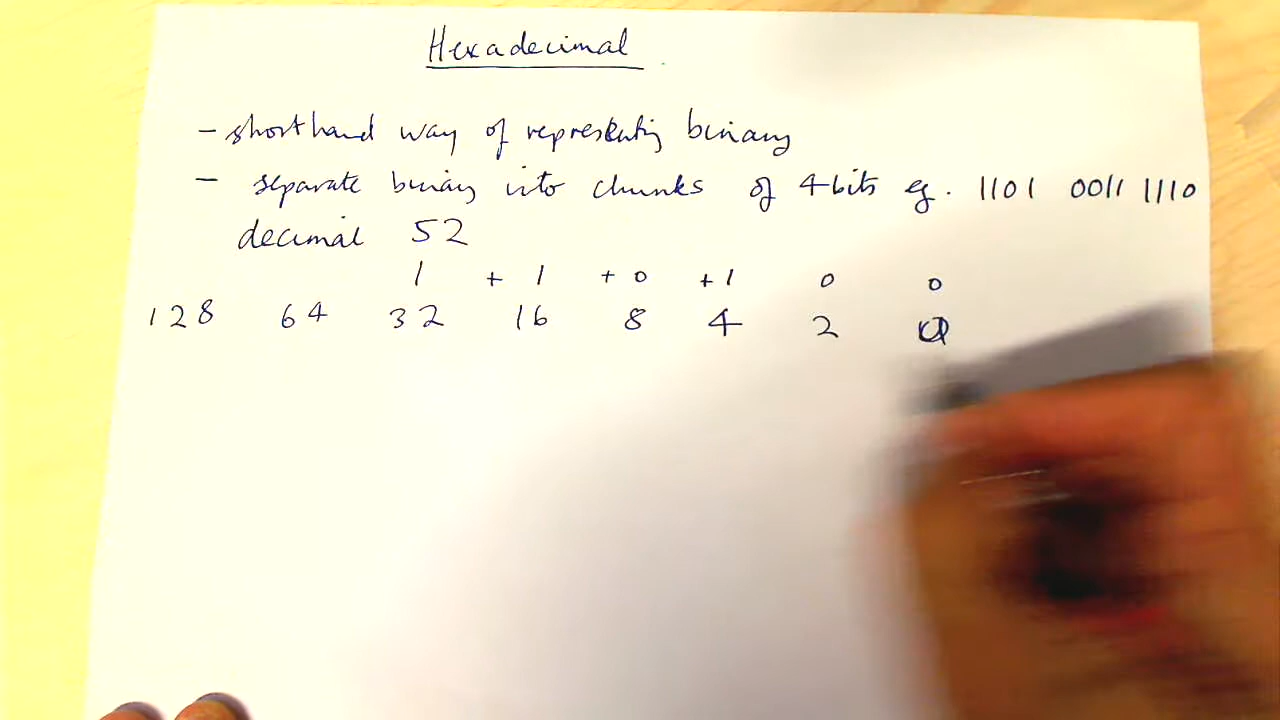 Hexadecimal
- shorthand way of representing binary
- separate binary into chunks of 4 bits eg. 1101 0011 1110
decimal 52
1 + 1 + 0 + 1 0 0
128 64 32 16 8 4 2